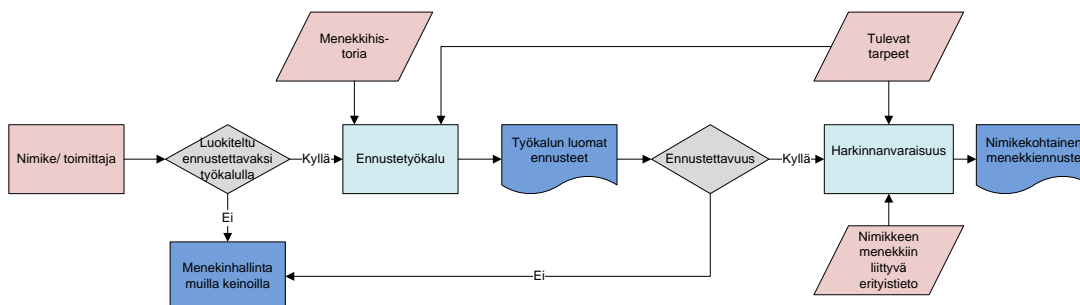 Menekkihis-
toria
Tulevat
tarpeet
Nimike/ toimittaja
Luokiteltu
ennustettavaksi
työkalulla
Kyllä
Ennustetyökalu
Työkalun luomat
ennusteet
Ennustettavuus
Kyllä
Harkinnanvaraisuus
Nimikekohtainen
menekkiennuste
Ei
Menekinhallinta
muilla keinoilla
Ei
Nimikkeen
menekkiin
liittyvä
erityistieto